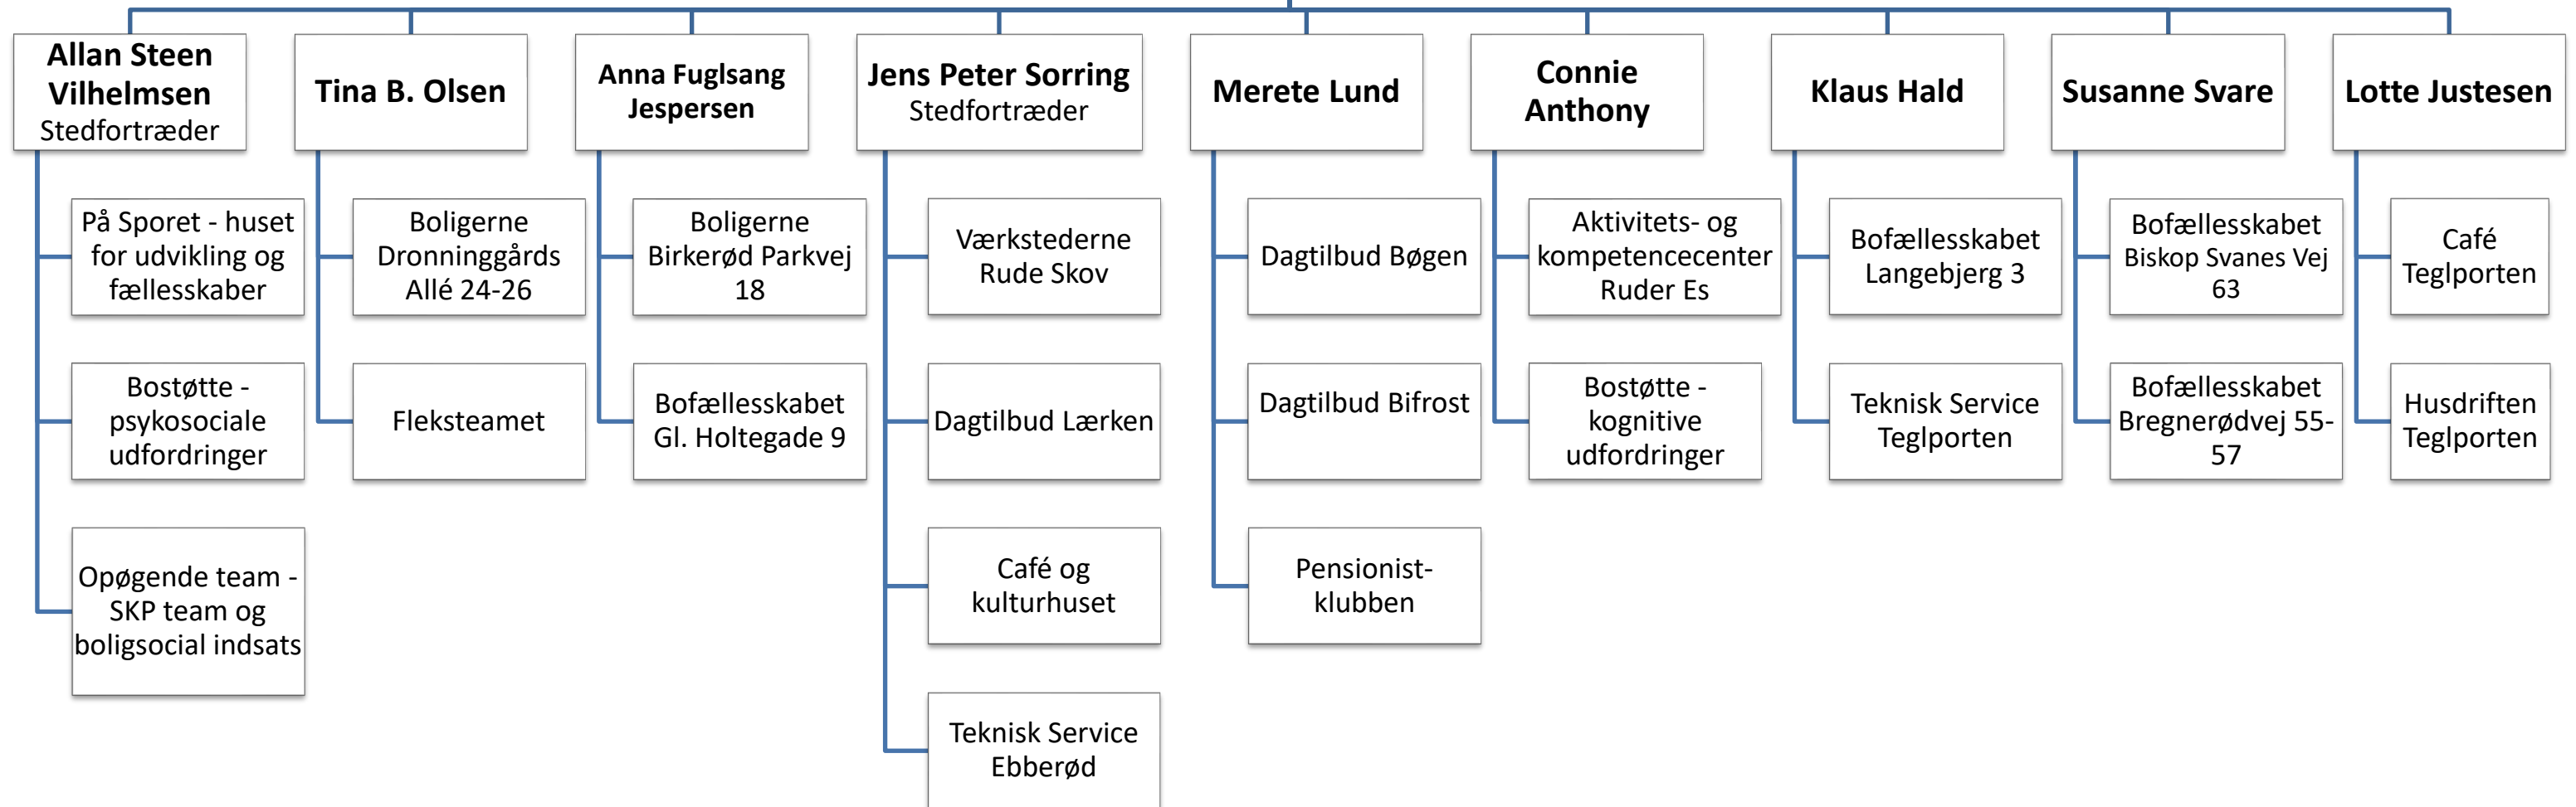 Allan Steen
Vilhelmsen
Stedfortræder
Tina B. Olsen
Anna Fuglsang
Jespersen
Jens Peter Sorring
Stedfortræder
Merete Lund
Connie
Anthony
Klaus Hald
Susanne Svare
Lotte Justesen
På Sporet - huset
for udvikling og
fællesskaber
Boligerne
Dronninggårds
Allé 24-26
Boligerne
Birkerød Parkvej
18
Værkstederne
Rude Skov
Dagtilbud Bøgen
Aktivitets- og
kompetencecenter
Ruder Es
Bofællesskabet
Langebjerg 3
Bofællesskabet
Biskop Svanes Vej
63
Café
Teglporten
Bostøtte -
psykosociale
udfordringer
Fleksteamet
Bofællesskabet
Gl. Holtegade 9
Dagtilbud Lærken
Dagtilbud Bifrost
Bostøtte -
kognitive
udfordringer
Teknisk Service
Teglporten
Bofællesskabet
Bregnerødvej 55-
57
Husdriften
Teglporten
Opøgende team -
SKP team og
boligsocial indsats
Café og
kulturhuset
Pensionist-
klubben
Teknisk Service
Ebberød